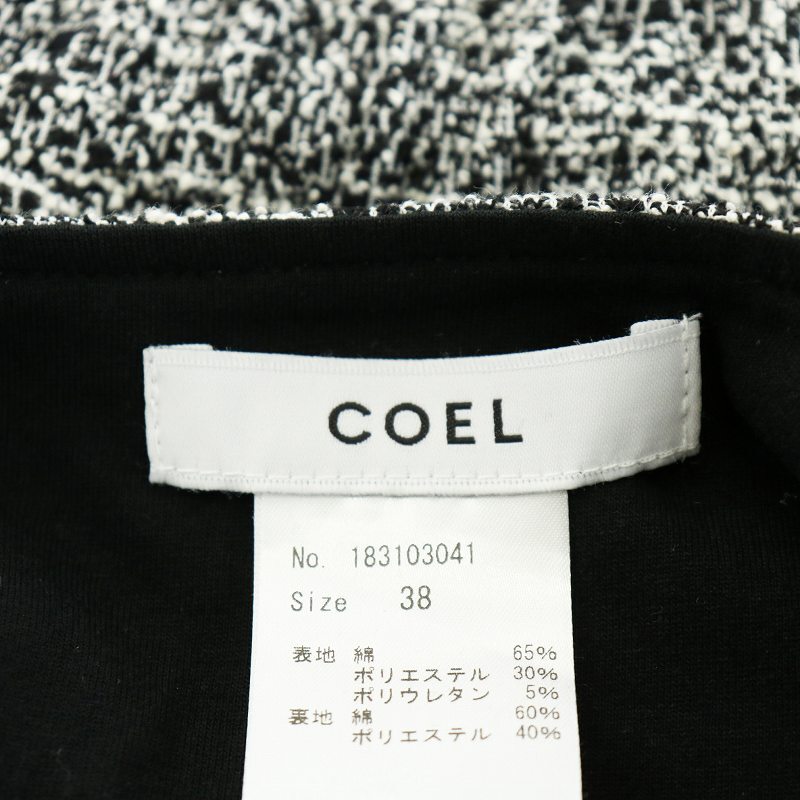 COEL
No. 183103041
Size 38
表地 綿 65%
ポリエステル 30%
ポリウレタン 5%
裏地 綿 60%
ポリエステル 40%